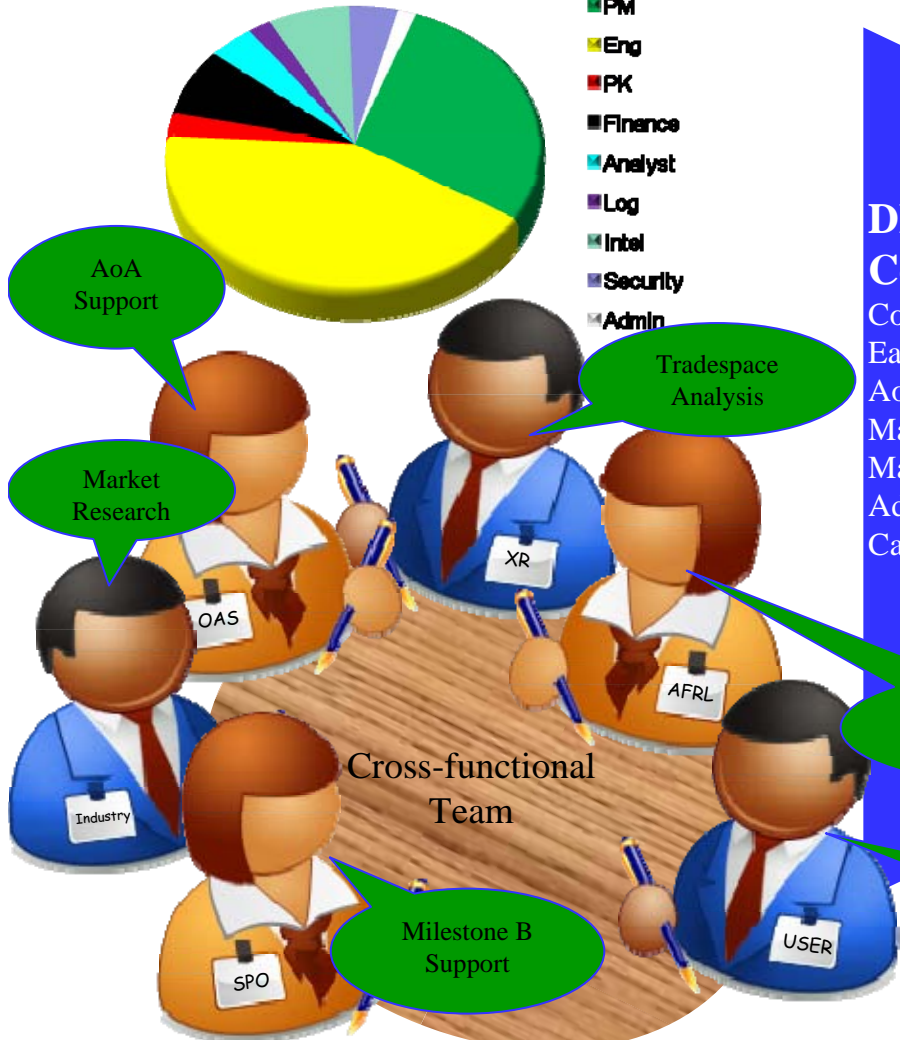 PM
Eng
PK
Finance
Analyst
Log
Intel
Security
Admin
AoA
Support
Tradespace
Analysis
Market
Research
XR
OAS
AFRL
Industry
Cross-functional
Team
Milestone B
Support
SPO
USER